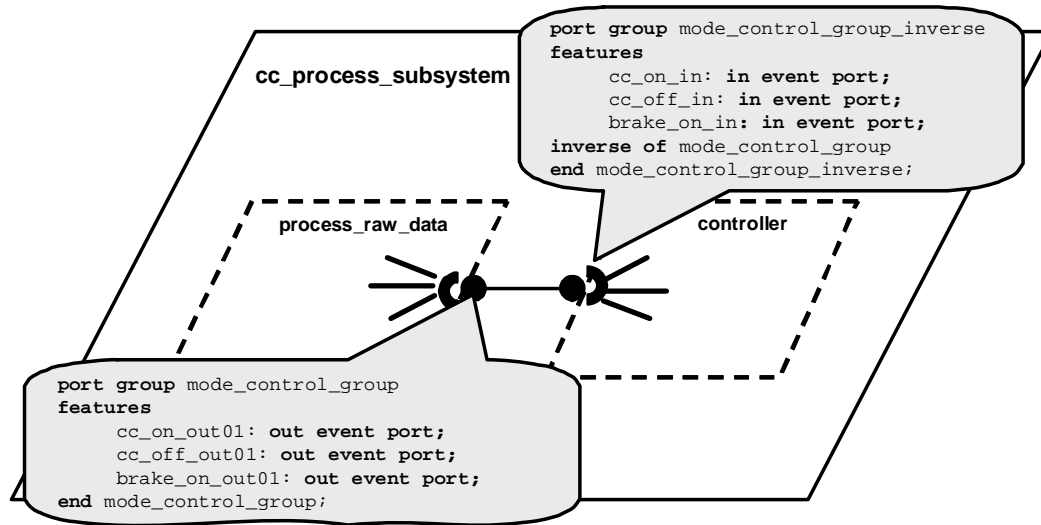 cc_process_subsystem
port group mode_control_group_inverse
features
cc_on_in: in event port;
cc_off_in: in event port;
brake_on_in: in event port;
inverse of mode_control_group
end mode_control_group_inverse;
process_raw_data
controller
port group mode_control_group
features
cc_on_out01: out event port;
cc_off_out01: out event port;
brake_on_out01: out event port;
end mode_control_group;